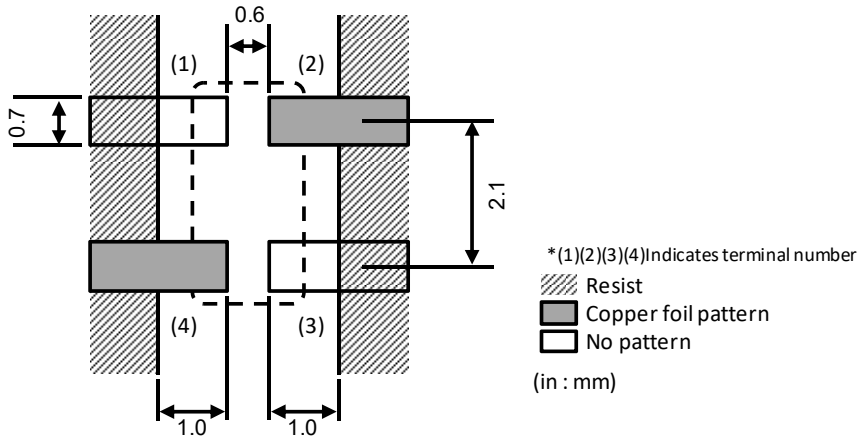 0.6
(1)
(2)
0.7
2.1
*(1)(2)(3)(4)Indicates terminal number
Resist
Copper foil pattern
No pattern
(in : mm)
(4)
(3)
1.0
1.0